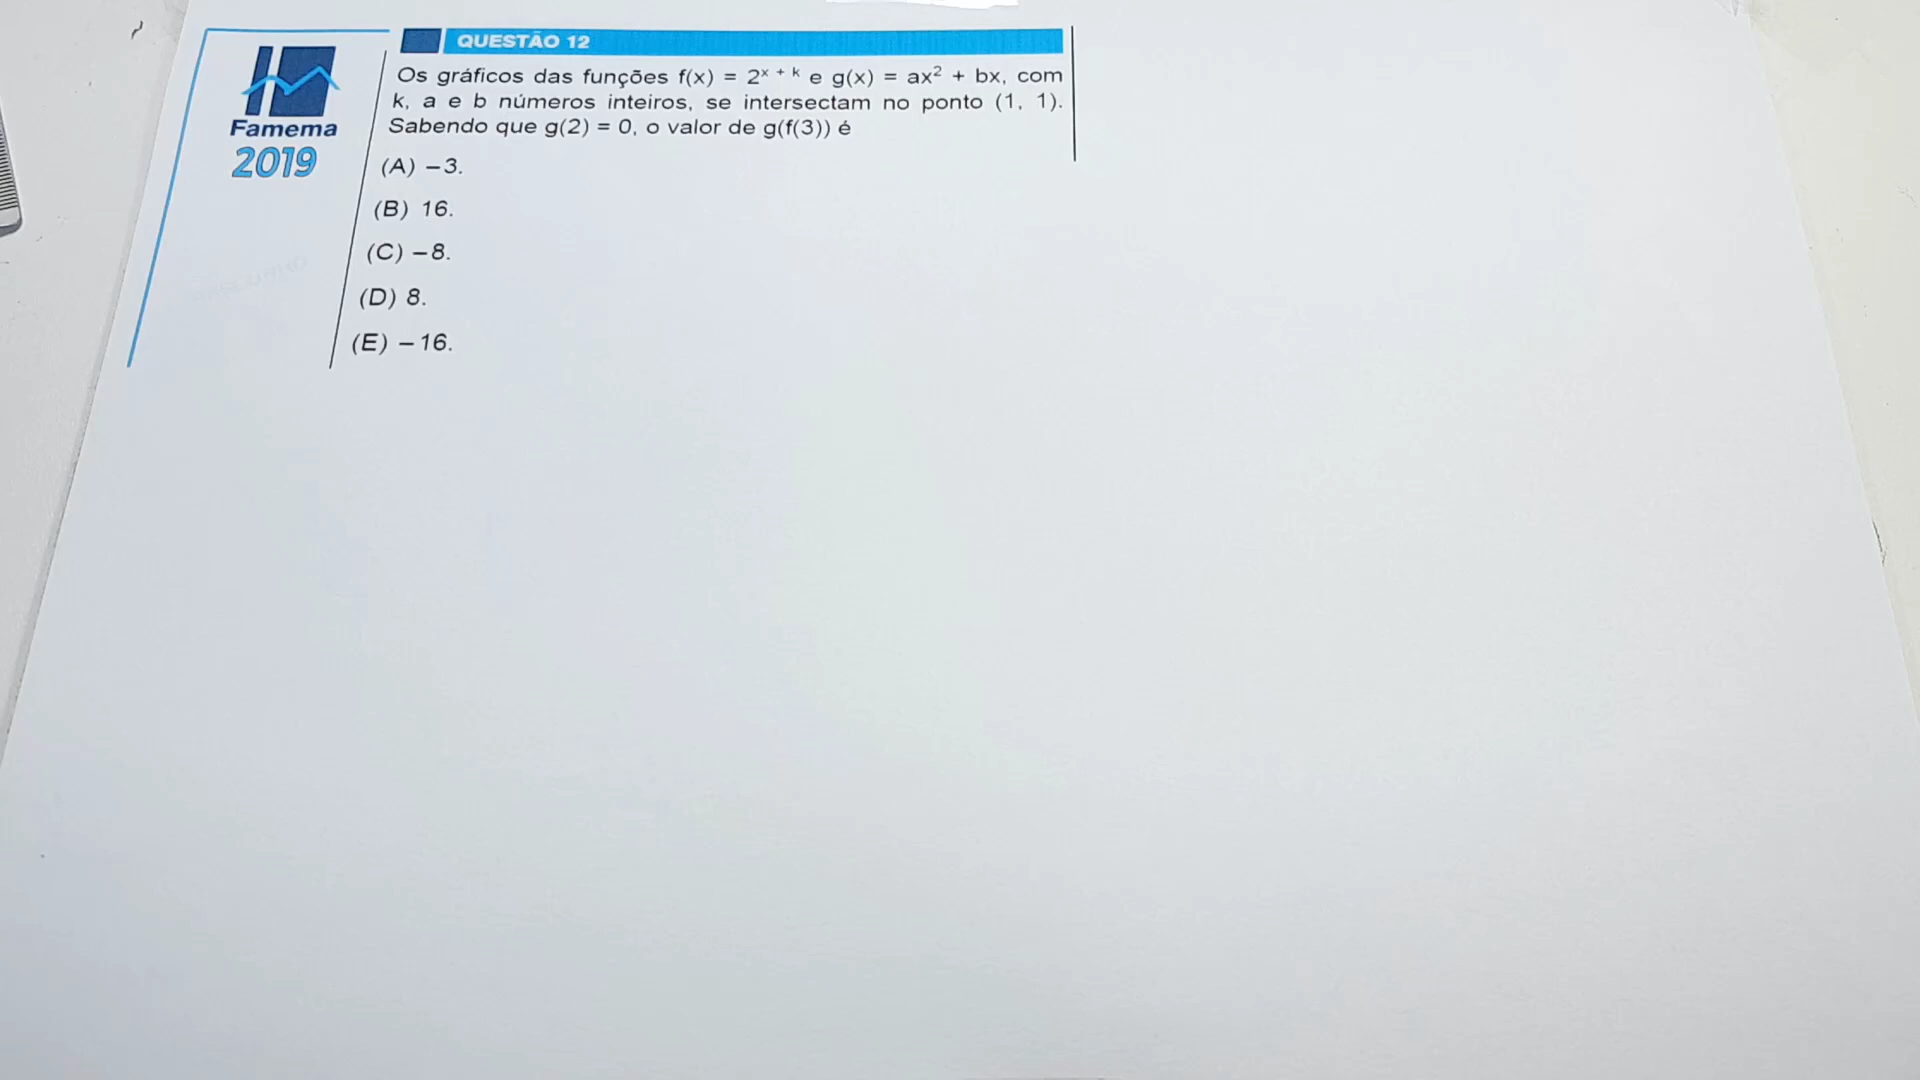 QUESTÃO 12
Os gráficos das funções f(x) = 2ˣ ⁺ ᵏ e g(x) = ax² + bx, com
k, a e b números inteiros, se intersectam no ponto (1, 1).
Sabendo que g(2) = 0, o valor de g(f(3)) é
Famema
2019
(A) –3.
(B) 16.
(C) –8.
(D) 8.
(E) – 16.